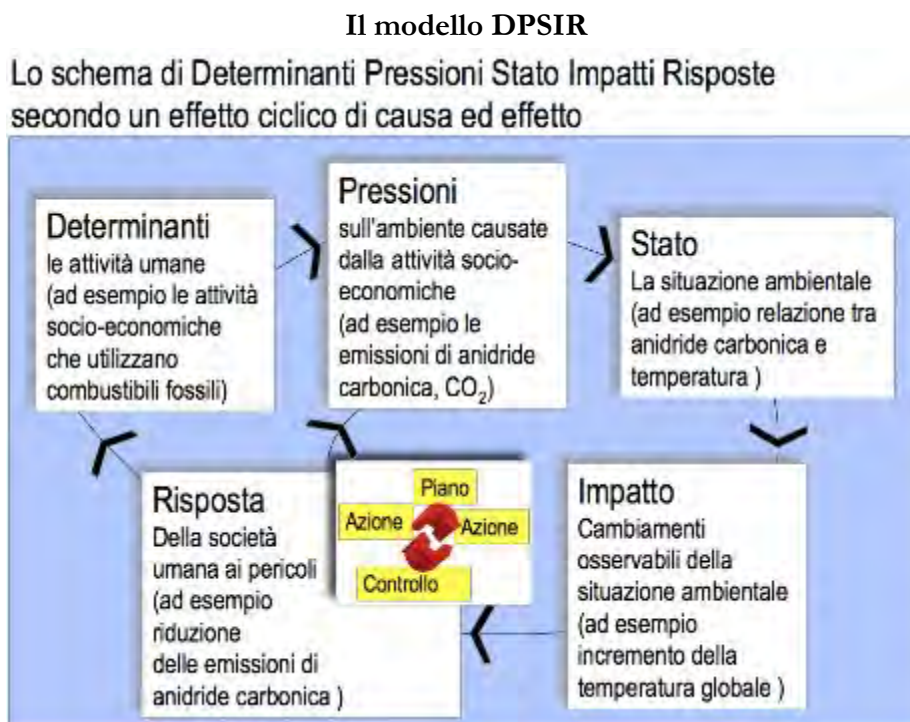 Il modello DPSIR
Lo schema di Determinanti Pressioni Stato Impatti Risposte
secondo un effetto ciclico di causa ed effetto
Determinanti
le attività umane
(ad esempio le attività
socio-economiche
che utilizzano
combustibili fossili)
Pressioni
sull'ambiente causate
dalla attività socio-
economiche
(ad esempio le
emissioni di anidride
carbonica, CO₂)
Stato
La situazione ambientale
(ad esempio relazione tra
anidride carbonica e
temperatura )
Risposta
Della società
umana ai pericoli
(ad esempio
riduzione
delle emissioni di
anidride carbonica )
Piano
Azione
Azione
Controllo
Impatto
Cambiamenti
osservabili della
situazione ambientale
(ad esempio
incremento della
temperatura globale )